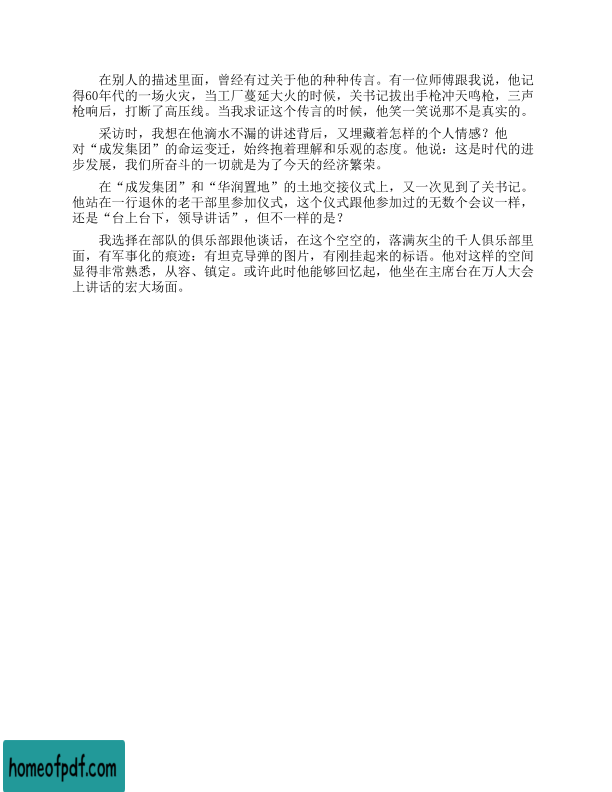 在别人的描述里面，曾经有过关于他的种种传言。有一位师傅跟我说，他记
得60年代的一场火灾，当工厂蔓延大火的时候，关书记拔出手枪冲天鸣枪，三声
枪响后，打断了高压线。当我求证这个传言的时候，他笑一笑说那不是真实的。
采访时，我想在他滴水不漏的讲述背后，又埋藏着怎样的个人情感？他
对“成发集团”的命运变迁，始终抱着理解和乐观的态度。他说：这是时代的进
步发展，我们所奋斗的一切就是为了今天的经济繁荣。
在“成发集团”和“华润置地”的土地交接仪式上，又一次见到了关书记。
他站在一行退休的老干部里参加仪式，这个仪式跟他参加过的无数个会议一样，
还是“台上台下，领导讲话”，但不一样的是？
我选择在部队的俱乐部跟他谈话，在这个空空的，落满灰尘的千人俱乐部里
面，有军事化的痕迹：有坦克导弹的图片，有刚挂起来的标语。他对这样的空间
显得非常熟悉，从容、镇定。或许此时他能够回忆起，他坐在主席台在万人大会
上讲话的宏大场面。
homeofpdf.com